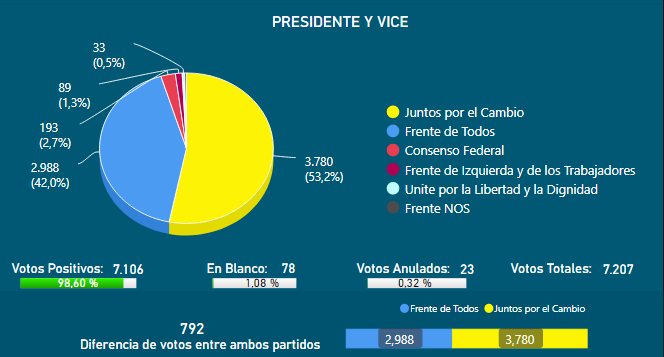 PRESIDENTE Y VICE
33
(0,5%)
89
(1,3%)
193
(2,7%)
2.988
(42,0%)
3.780
(53,2%)
Juntos por el Cambio
Frente de Todos
Consenso Federal
Frente de Izquierda y de los Trabajadores
Unite por la Libertad y la Dignidad
Frente NOS
Votos Positivos: 7.106
98,60 %
En Blanco: 78
1,08 %
Votos Anulados: 23
0,32 %
Votos Totales: 7.207
Frente de Todos Juntos por el Cambio
792
Diferencia de votos entre ambos partidos
2,988 3,780